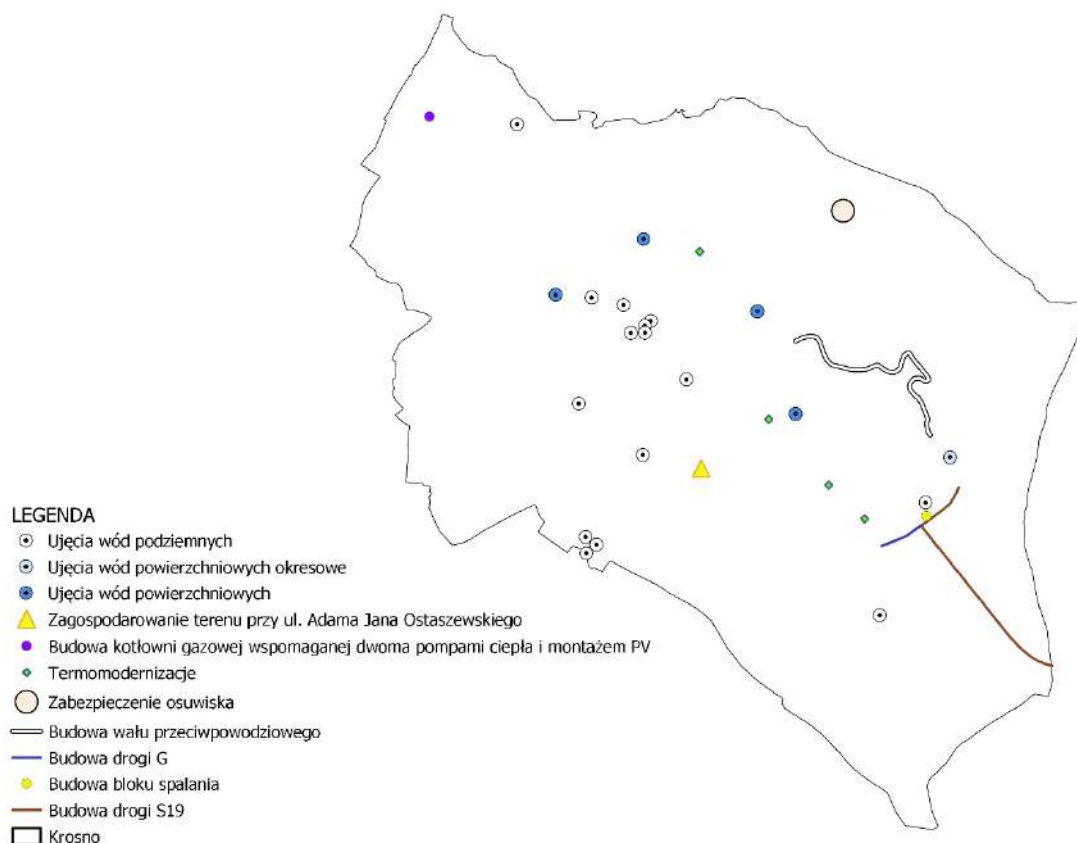 LEGENDA
Ujęcia wód podziemnych
Ujęcia wód powierzchniowych okresowe
Ujęcia wód powierzchniowych
Zagospodarowanie terenu przy ul. Adama Jana Ostaszewskiego
Budowa kotłowni gazowej wspomaganej dwoma pompami ciepła i montażem PV
Termomodernizacje
Zabezpieczenie osuwiska
Budowa wału przeciwpowodziowego
Budowa drogi G
Budowa bloku spalania
Budowa drogi S19
Krosno